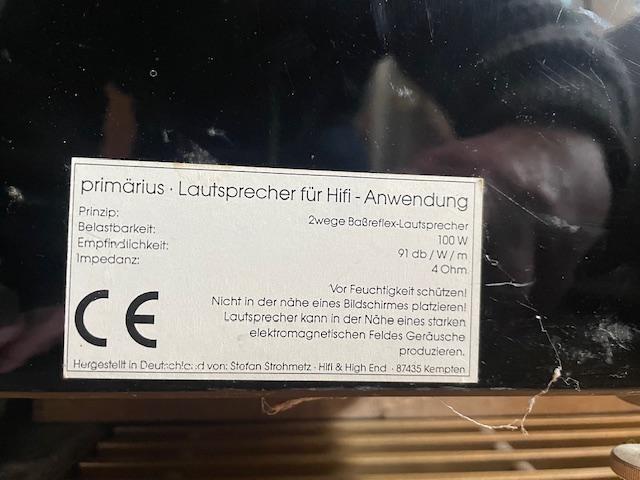 primärius · Lautsprecher für Hifi - Anwendung
Prinzip: 2wege Baßreflex-Lautsprecher
Belastbarkeit: 100 W
Empfindlichkeit: 91 db / W / m
Impedanz: 4 Ohm
Vor Feuchtigkeit schützen!
Nicht in der nähe eines Bildschirmes platzieren!
Lautsprecher kann in der Nähe eines starken
elektromagnetischen Feldes Geräusche
produzieren.
CE
Hergestellt in Deutschland von: Stefan Strohmetz · Hifi & High End · 87435 Kempten